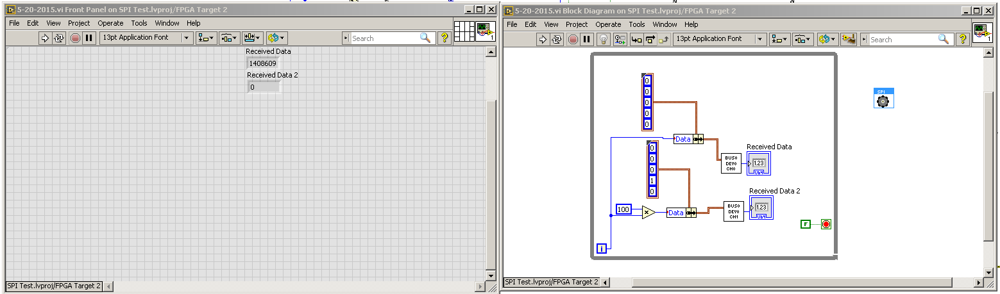 5-20-2015.vi Front Panel on SPI Test.lvproj/FPGA Target 2
File Edit View Project Operate Tools Window Help
13pt Application Font
Search
?
1
Received Data
1408609
Received Data 2
0
SPI Test.lvproj/FPGA Target 2
5-20-2015.vi Block Diagram on SPI Test.lvproj/FPGA Target 2
File Edit View Project Operate Tools Window Help
13pt Application Font
Search
?
1
0
0
0
0
0
SPI
Data
0
0
0
1
0
Received Data
BUS0
DEV0
CH0
1.23
U64
Received Data 2
100
×
Data
BUS0
DEV0
CH1
1.23
U64
F
i
SPI Test.lvproj/FPGA Target 2